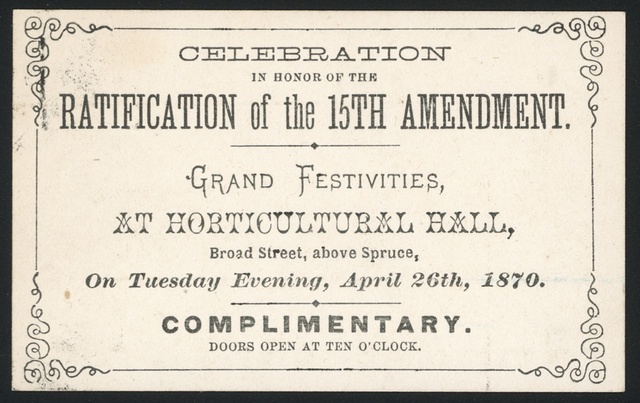 CELEBRATION
IN HONOR OF THE
RATIFICATION of the 15TH AMENDMENT.
GRAND FESTIVITIES,
AT HORTICULTURAL HALL,
Broad Street, above Spruce,
On Tuesday Evening, April 26th, 1870.
COMPLIMENTARY.
DOORS OPEN AT TEN O'CLOCK.